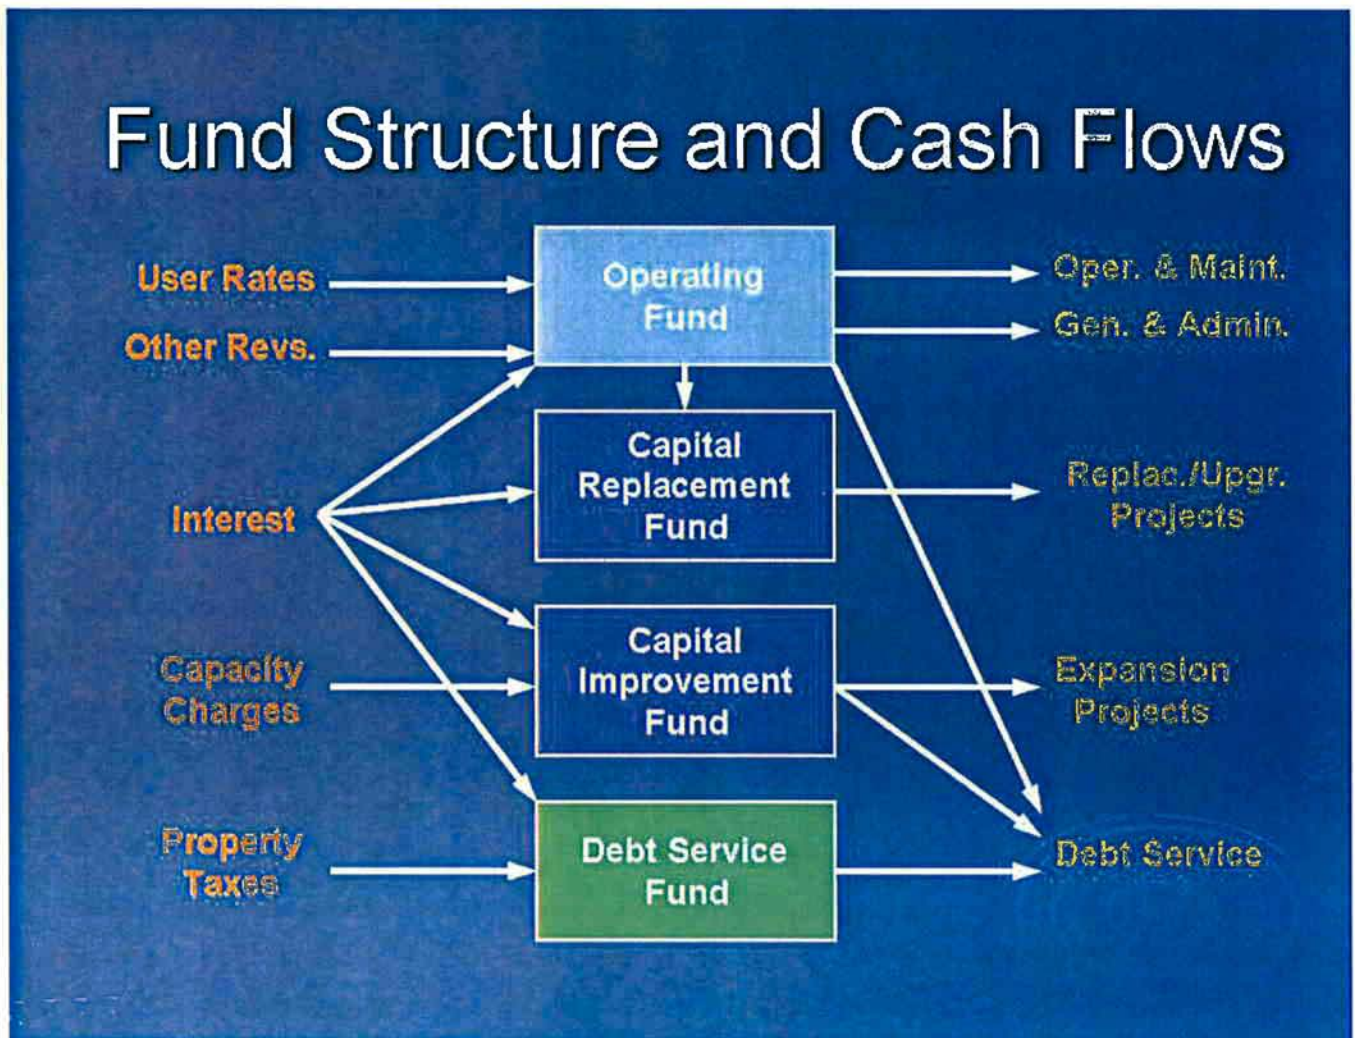 Fund Structure and Cash Flows
User Rates
Other Revs.
Interest
Capacity
Charges
Property
Taxes
Operating
Fund
Capital
Replacement
Fund
Capital
Improvement
Fund
Debt Service
Fund
Oper. & Maint.
Gen. & Admin.
Replac./Upgr.
Projects
Expansion
Projects
Debt Service